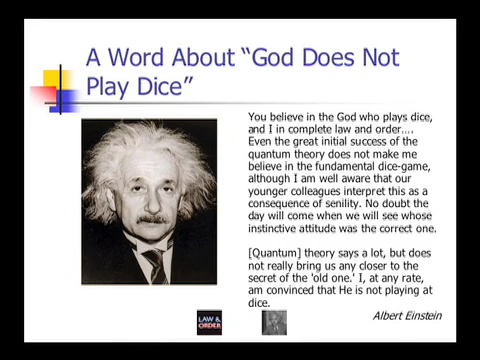 A Word About “God Does Not
Play Dice”
You believe in the God who plays dice,
and I in complete law and order....
Even the great initial success of the
quantum theory does not make me
believe in the fundamental dice-game,
although I am well aware that our
younger colleagues interpret this as a
consequence of senility. No doubt the
day will come when we will see whose
instinctive attitude was the correct one.
[Quantum] theory says a lot, but does
not really bring us any closer to the
secret of the 'old one.' I, at any rate,
am convinced that He is not playing at
dice.
Albert Einstein
LAW &
ORDER